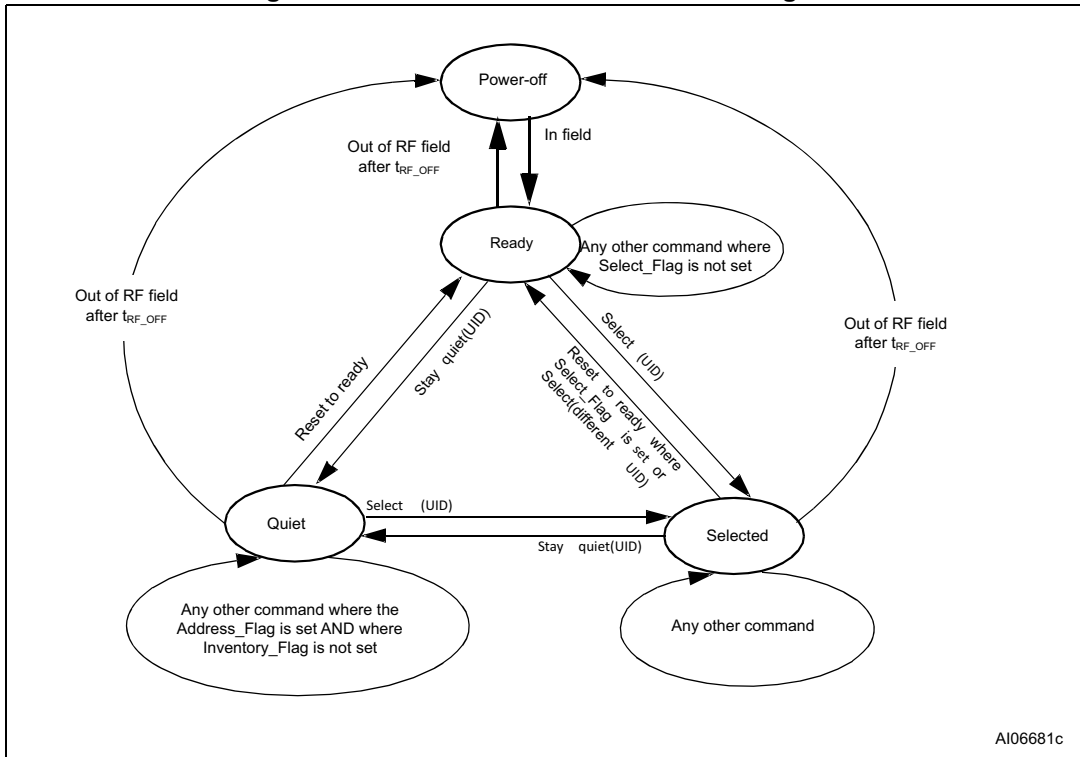 Power-off
In field
Out of RF field
after tRF_OFF
Ready
Any other command where
Select_Flag is not set
Out of RF field
after tRF_OFF
Out of RF field
after tRF_OFF
Reset to ready
Stay quiet(UID)
Select (UID)
Reset to ready where
Select_Flag is set or
Select(different UID)
Quiet
Select (UID)
Stay quiet(UID)
Selected
Any other command where the
Address_Flag is set AND where
Inventory_Flag is not set
Any other command
AI06681c